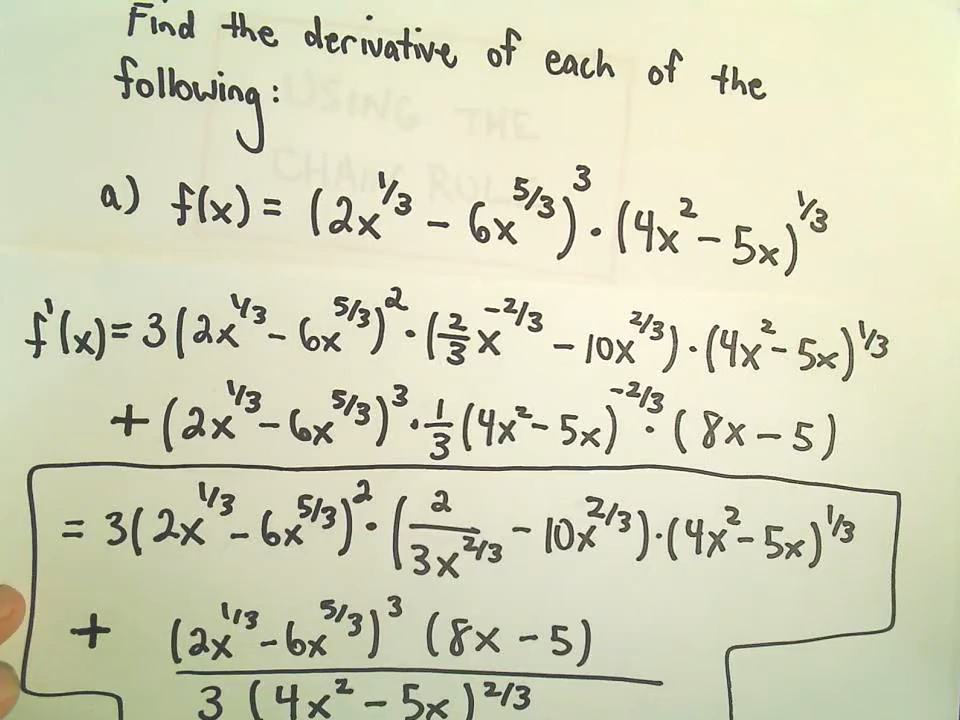 Find the derivative of each of the
following:
USING THE
CHAIN RUL
a) f(x) = (2x^{1/3} - 6x^{5/3})^3 · (4x^2 - 5x)^{1/3}
f'(x) = 3(2x^{1/3} - 6x^{5/3})^2 · (2/3 x^{-2/3} - 10x^{2/3}) · (4x^2 - 5x)^{1/3}
+ (2x^{1/3} - 6x^{5/3})^3 · 1/3 (4x^2 - 5x)^{-2/3} · (8x - 5)
= 3(2x^{1/3} - 6x^{5/3})^2 · (2/(3x^{2/3}) - 10x^{2/3}) · (4x^2 - 5x)^{1/3}
+ (2x^{1/3} - 6x^{5/3})^3 (8x - 5)
3 (4x^2 - 5x)^{2/3}